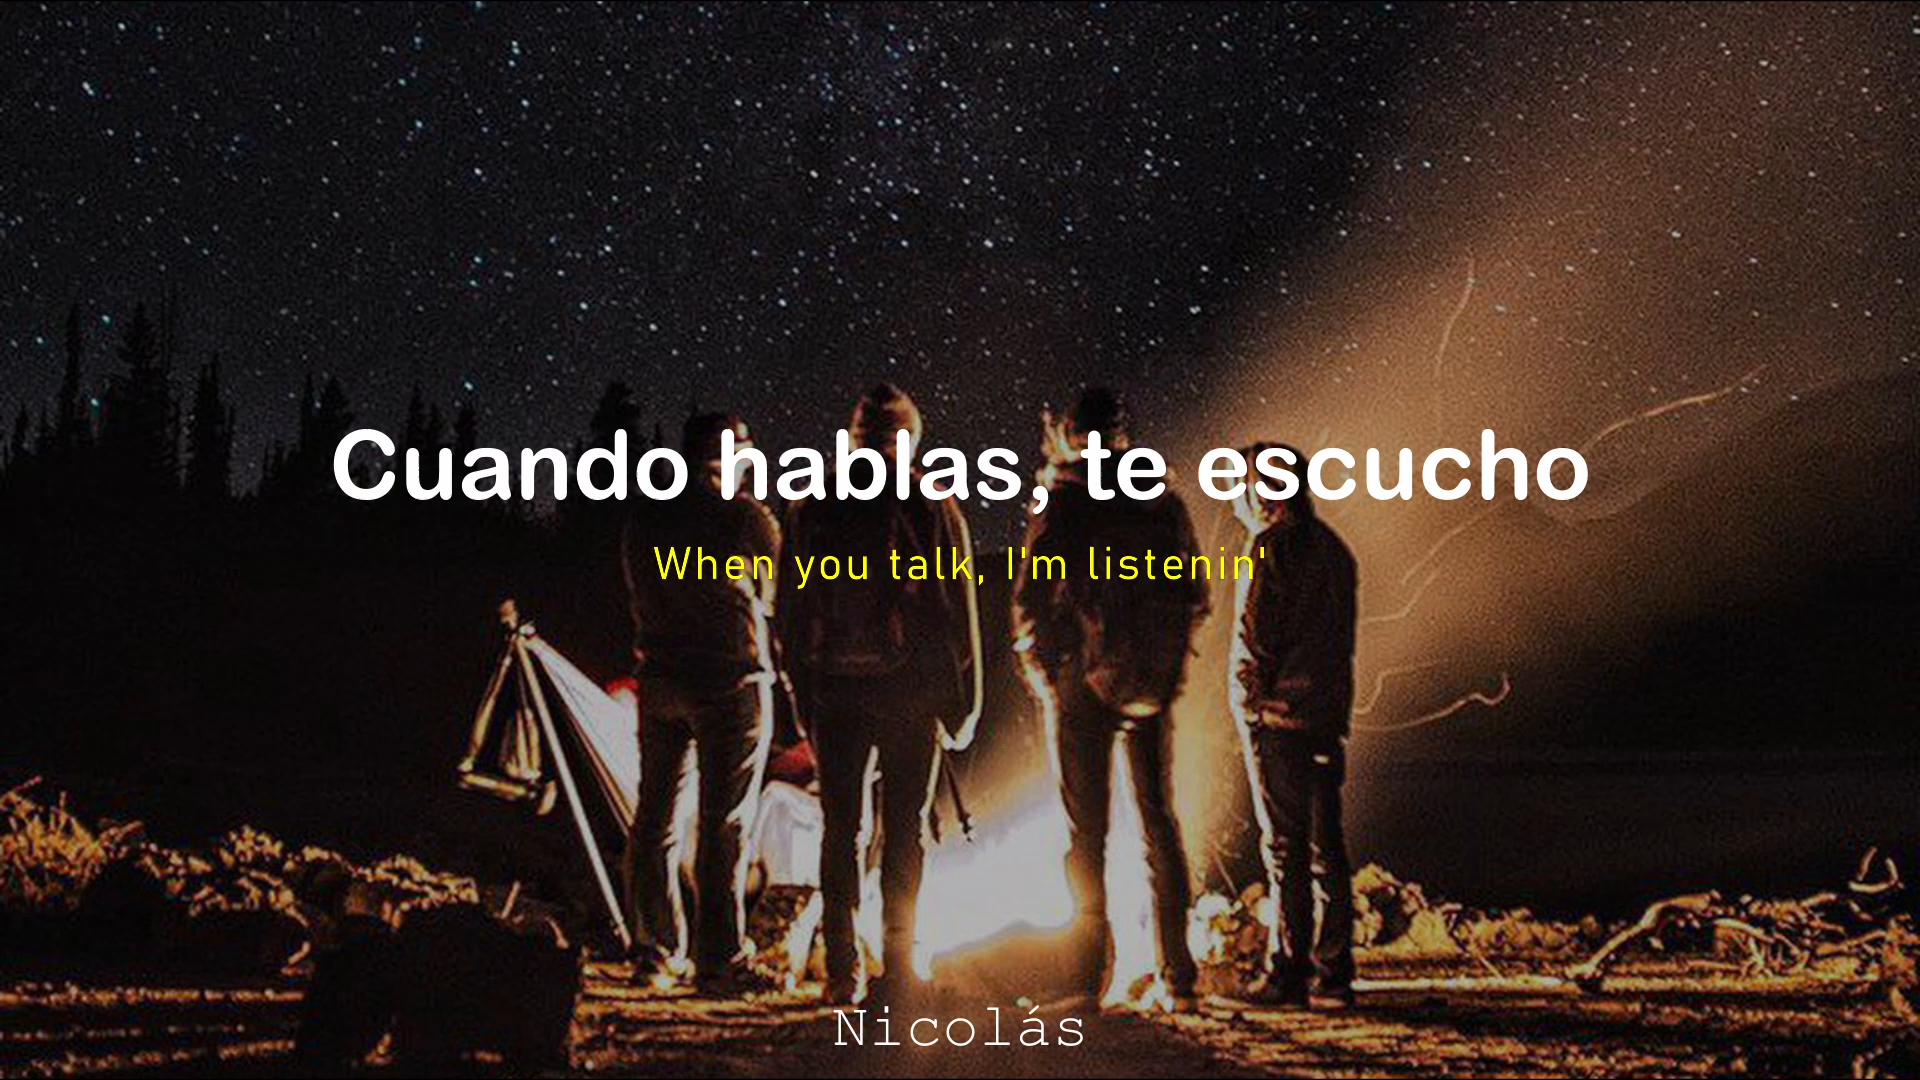 Cuando hablas, te escucho
When you talk, I'm listenin'
Nicolás